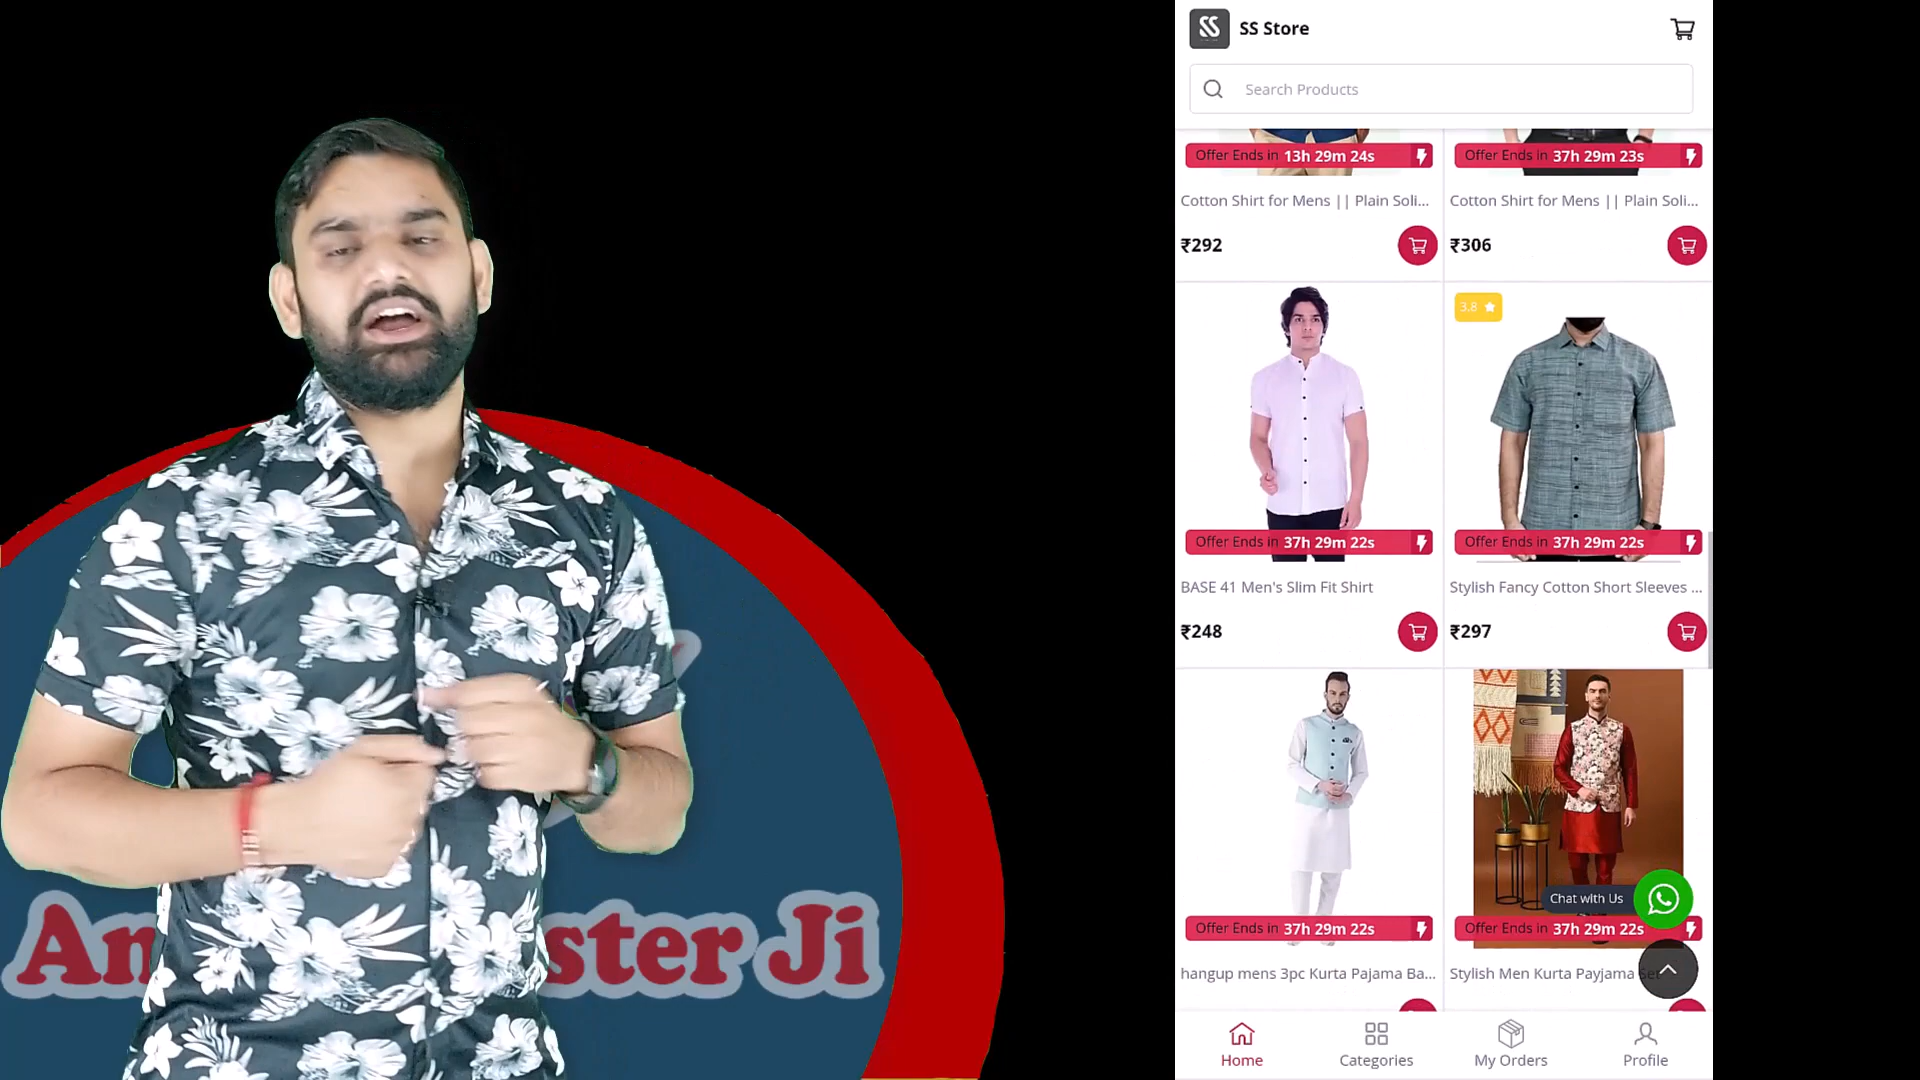 SS SS Store
Search Products
Offer Ends in 13h 29m 24s
Offer Ends in 37h 29m 23s
Cotton Shirt for Mens || Plain Soli...
Cotton Shirt for Mens || Plain Soli...
₹292
₹306
3.8
Offer Ends in 37h 29m 22s
Offer Ends in 37h 29m 22s
BASE 41 Men's Slim Fit Shirt
Stylish Fancy Cotton Short Sleeves ...
₹248
₹297
Chat with Us
Offer Ends in 37h 29m 22s
Offer Ends in 37h 29m 22s
hangup mens 3pc Kurta Pajama Ba...
Stylish Men Kurta Payjama
Home
Categories
My Orders
Profile
An ster Ji